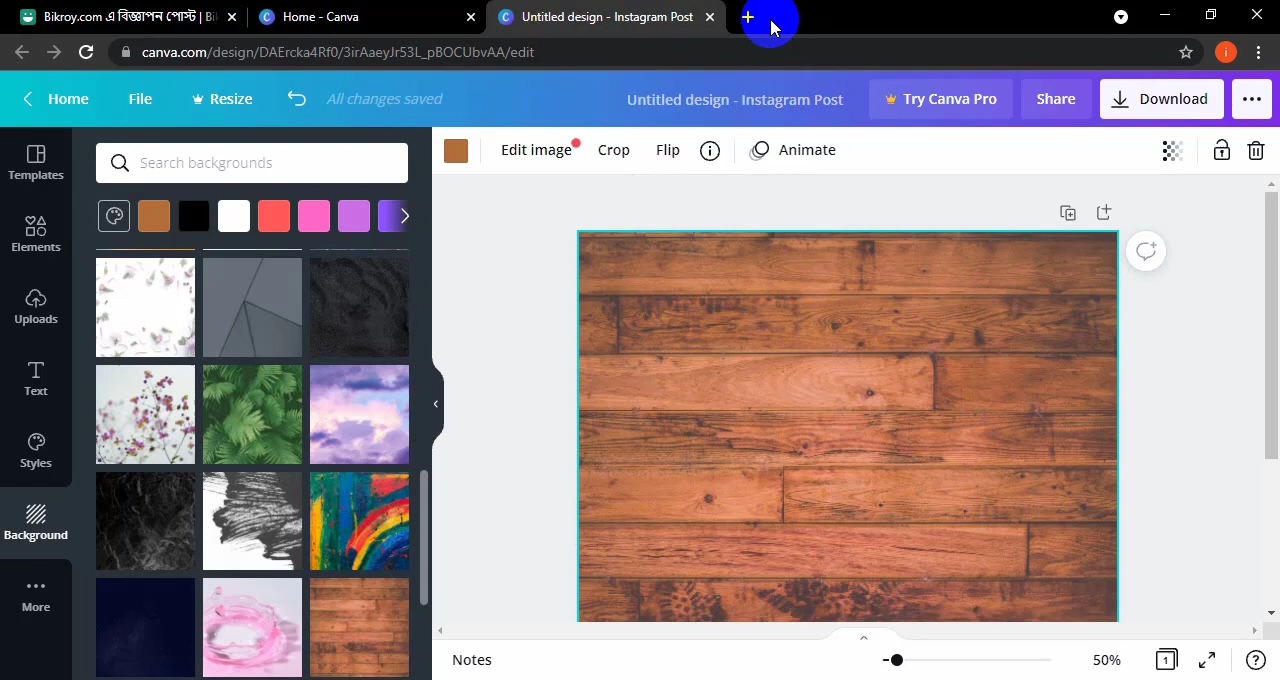 Bikroy.com এ বিজ্ঞাপন পোস্ট | Bi
Home - Canva
Untitled design - Instagram Post
canva.com/design/DAErcka4Rf0/3irAaeyJr53L_pBOCUbvAA/edit
i
Home
File
Resize
All changes saved
Untitled design - Instagram Post
Try Canva Pro
Share
Download
Templates
Elements
Uploads
Text
Styles
Background
More
Search backgrounds
Edit image
Crop
Flip
Animate
Notes
50%
1